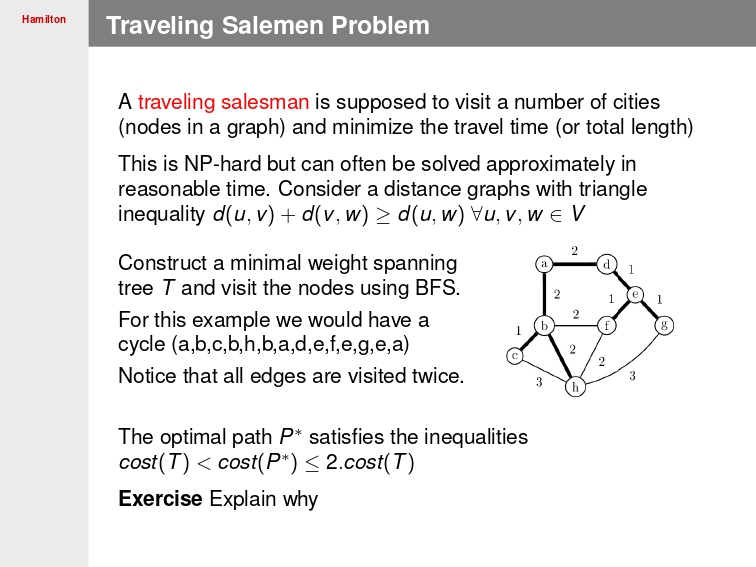 Hamilton
Traveling Salemen Problem
A traveling salesman is supposed to visit a number of cities
(nodes in a graph) and minimize the travel time (or total length)
This is NP-hard but can often be solved approximately in
reasonable time. Consider a distance graphs with triangle
inequality d(u, v) + d(v, w) ≥ d(u, w) ∀u, v, w ∈ V
Construct a minimal weight spanning
tree T and visit the nodes using BFS.
For this example we would have a
cycle (a,b,c,b,h,b,a,d,e,f,e,g,e,a)
Notice that all edges are visited twice.
2
a
d
1
2
e
1
1
2
b
f
g
1
c
2
2
3
3
h
The optimal path P* satisfies the inequalities
cost(T) < cost(P*) ≤ 2.cost(T)
Exercise Explain why